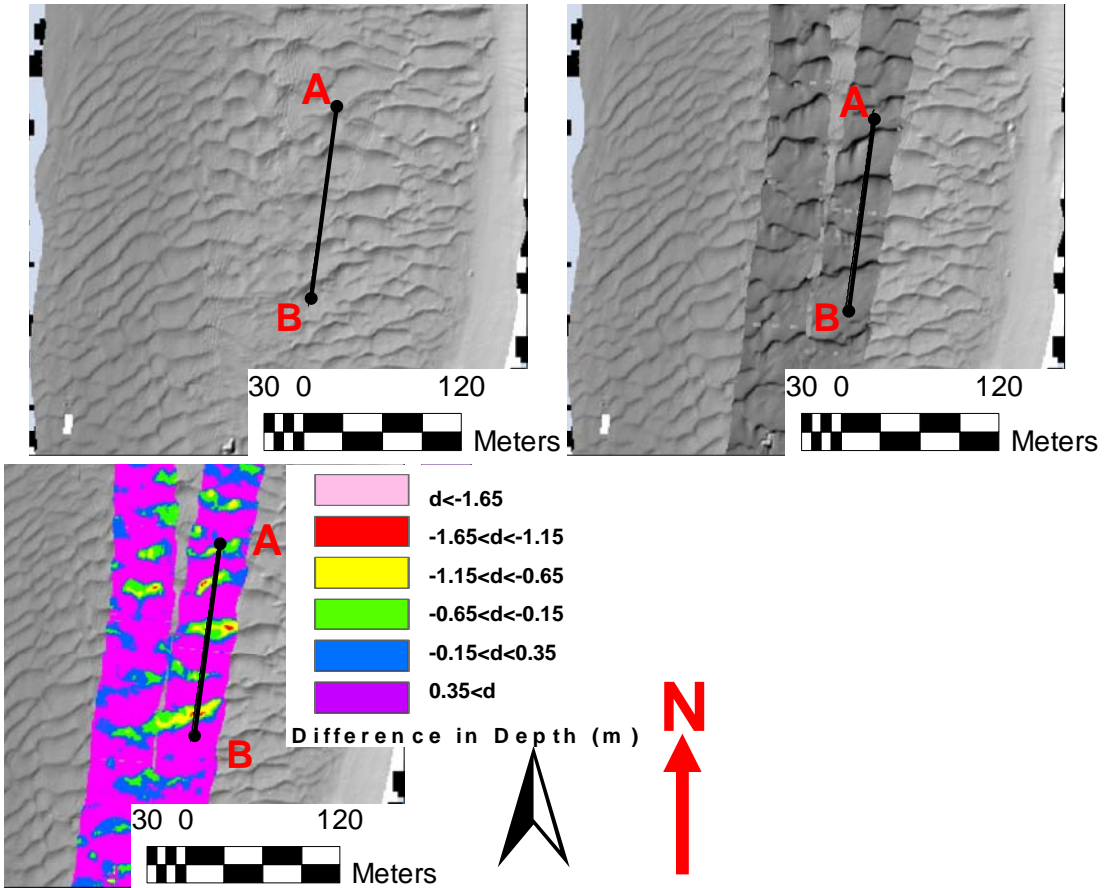 A
B
30 0 120
Meters
A
B
30 0 120
Meters
d<-1.65
-1.65<d<-1.15
-1.15<d<-0.65
-0.65<d<-0.15
-0.15<d<0.35
0.35<d
Difference in Depth (m)
A
B
30 0 120
Meters
N